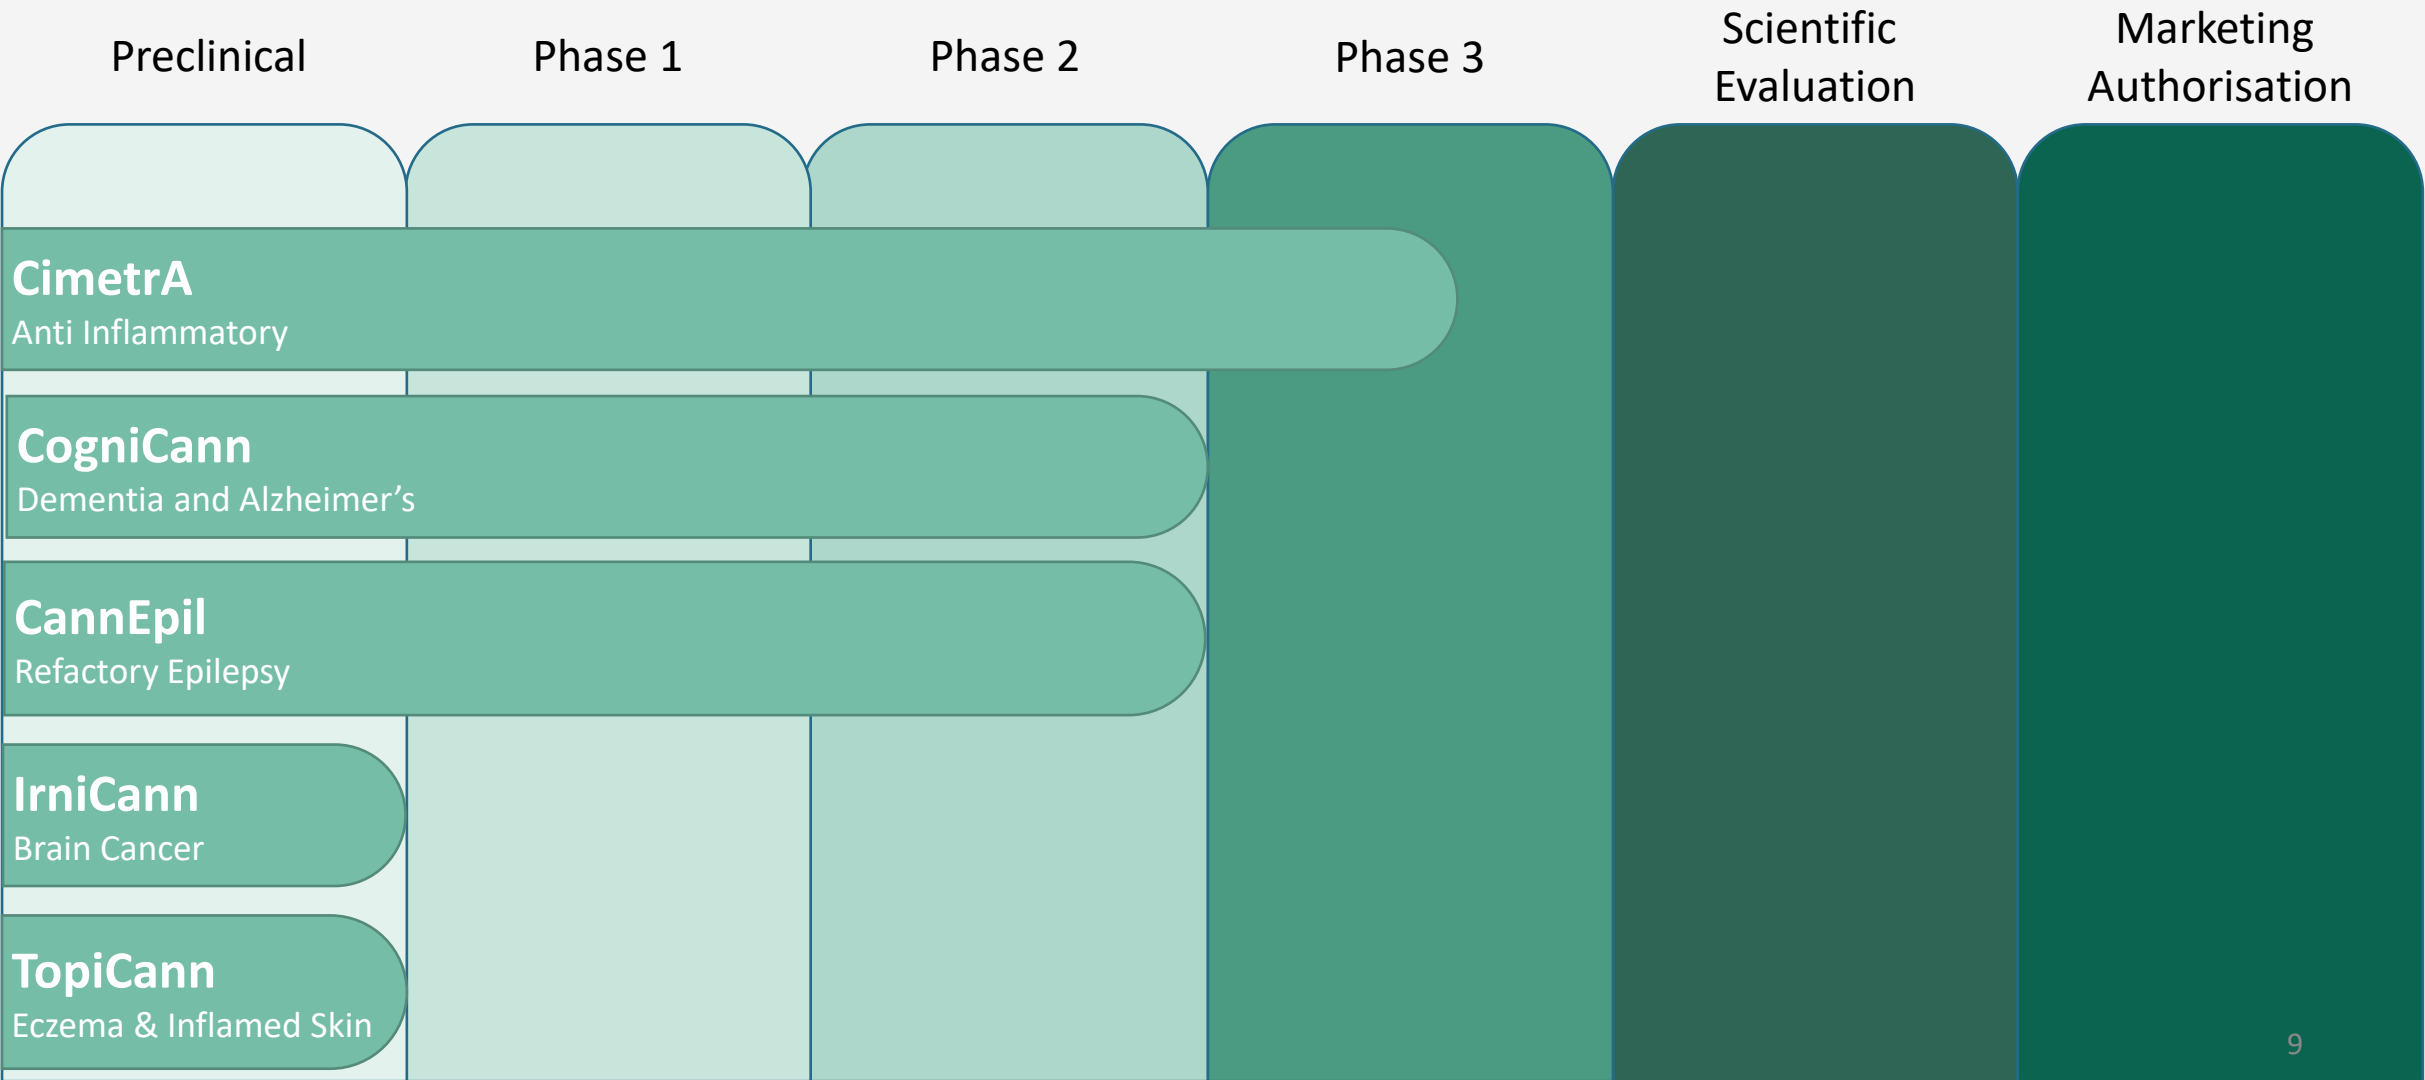 Preclinical
Phase 1
Phase 2
Phase 3
Scientific
Evaluation
Marketing
Authorisation
CimetrA
Anti Inflammatory
CogniCann
Dementia and Alzheimer’s
CannEpil
Refactory Epilepsy
IrniCann
Brain Cancer
TopiCann
Eczema & Inflamed Skin
9